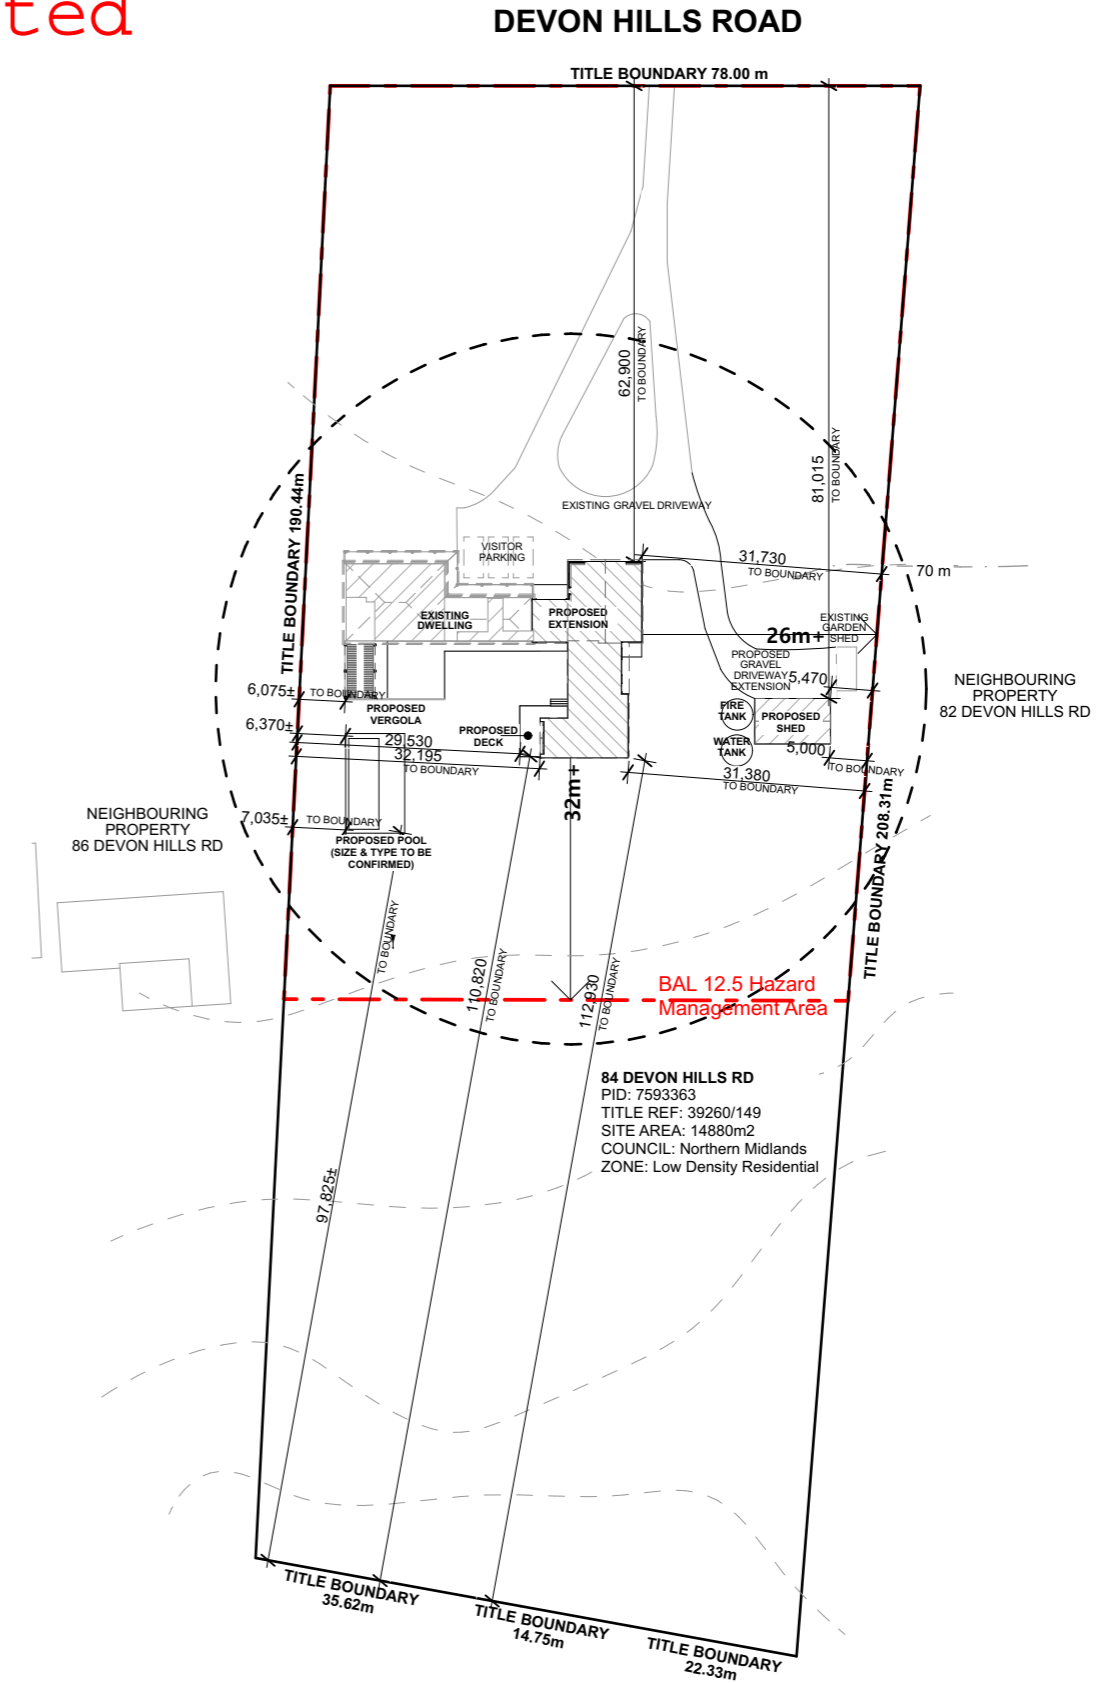 ted
DEVON HILLS ROAD
TITLE BOUNDARY 78.00 m
62,900
TO BOUNDARY
81,015
TO BOUNDARY
TITLE BOUNDARY 190.44m
EXISTING GRAVEL DRIVEWAY
VISITOR
PARKING
31,730
TO BOUNDARY
70 m
EXISTING
DWELLING
PROPOSED
EXTENSION
EXISTING
GARDEN
SHED
26m+
PROPOSED
GRAVEL
DRIVEWAY
EXTENSION
5,470
NEIGHBOURING
PROPERTY
82 DEVON HILLS RD
6,075±
TO BOUNDARY
PROPOSED
VERGOLA
6,370±
FIRE
TANK
PROPOSED
SHED
PROPOSED
DECK
29,530
32,195
TO BOUNDARY
WATER
TANK
5,000
TO BOUNDARY
31,380
TO BOUNDARY
32m+
NEIGHBOURING
PROPERTY
86 DEVON HILLS RD
7,035±
TO BOUNDARY
PROPOSED POOL
(SIZE & TYPE TO BE
CONFIRMED)
TITLE BOUNDARY 208.31m
TO BOUNDARY
110,820
TO BOUNDARY
112,930
TO BOUNDARY
BAL 12.5 Hazard
Management Area
84 DEVON HILLS RD
PID: 7593363
TITLE REF: 39260/149
SITE AREA: 14880m2
COUNCIL: Northern Midlands
ZONE: Low Density Residential
97,825±
TITLE BOUNDARY
35.62m
TITLE BOUNDARY
14.75m
TITLE BOUNDARY
22.33m